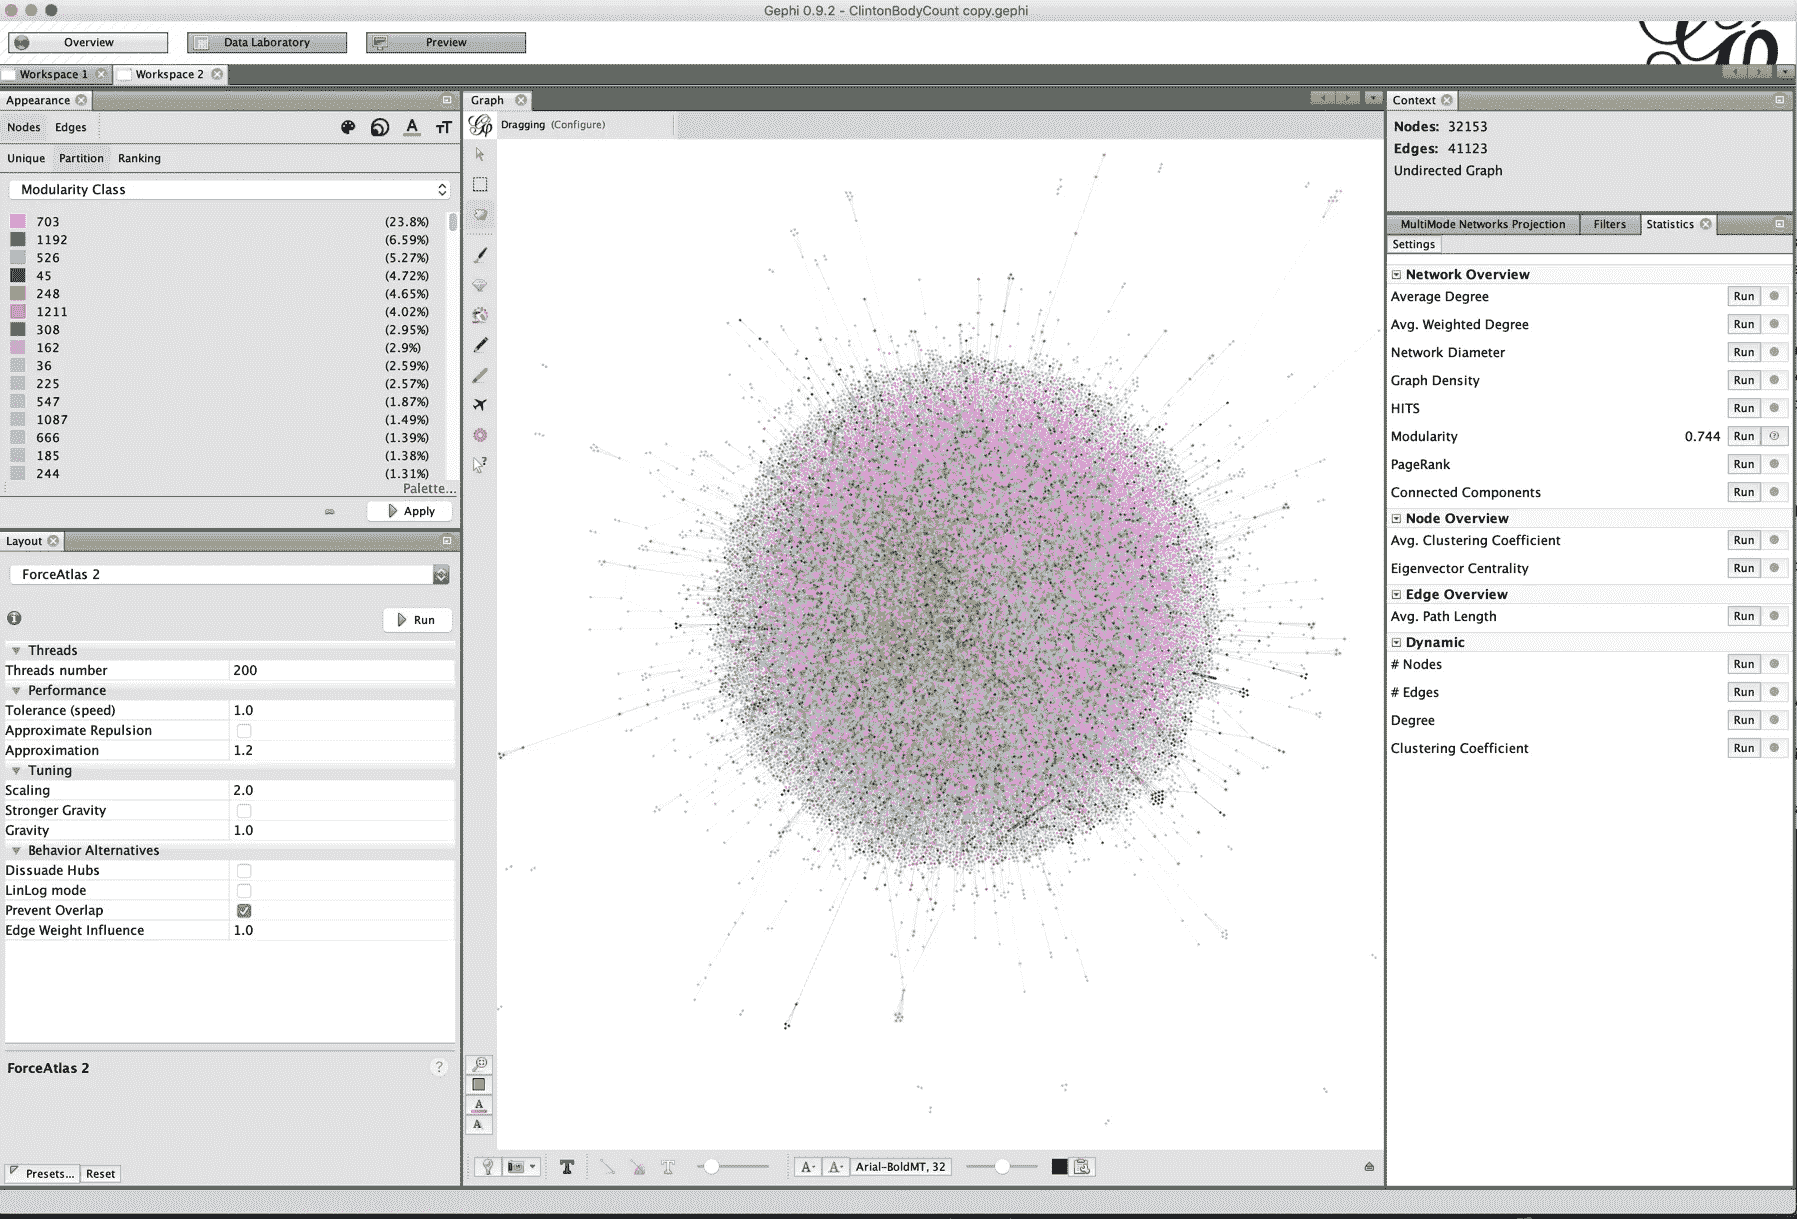 Gephi 0.9.2 - ClintonBodyCount copy.gephi
Overview
Data Laboratory
Preview
Workspace 1
Workspace 2
Appearance
Nodes Edges
Unique Partition Ranking
Modularity Class
703 (23.8%)
1192 (6.59%)
526 (5.27%)
45 (4.72%)
248 (4.65%)
1211 (4.02%)
308 (2.95%)
162 (2.9%)
36 (2.59%)
225 (2.57%)
547 (1.87%)
1087 (1.49%)
666 (1.39%)
185 (1.38%)
244 (1.31%)
Palette...
Apply
Layout
ForceAtlas 2
Run
Threads
Threads number 200
Performance
Tolerance (speed) 1.0
Approximate Repulsion
Approximation 1.2
Tuning
Scaling 2.0
Stronger Gravity
Gravity 1.0
Behavior Alternatives
Dissuade Hubs
LinLog mode
Prevent Overlap
Edge Weight Influence 1.0
ForceAtlas 2
Presets... Reset
Graph
Dragging (Configure)
Arial-BoldMT, 32
Context
Nodes: 32153
Edges: 41123
Undirected Graph
MultiMode Networks Projection
Filters
Statistics
Settings
Network Overview
Average Degree Run
Avg. Weighted Degree Run
Network Diameter Run
Graph Density Run
HITS Run
Modularity 0.744 Run
PageRank Run
Connected Components Run
Node Overview
Avg. Clustering Coefficient Run
Eigenvector Centrality Run
Edge Overview
Avg. Path Length Run
Dynamic
# Nodes Run
# Edges Run
Degree Run
Clustering Coefficient Run